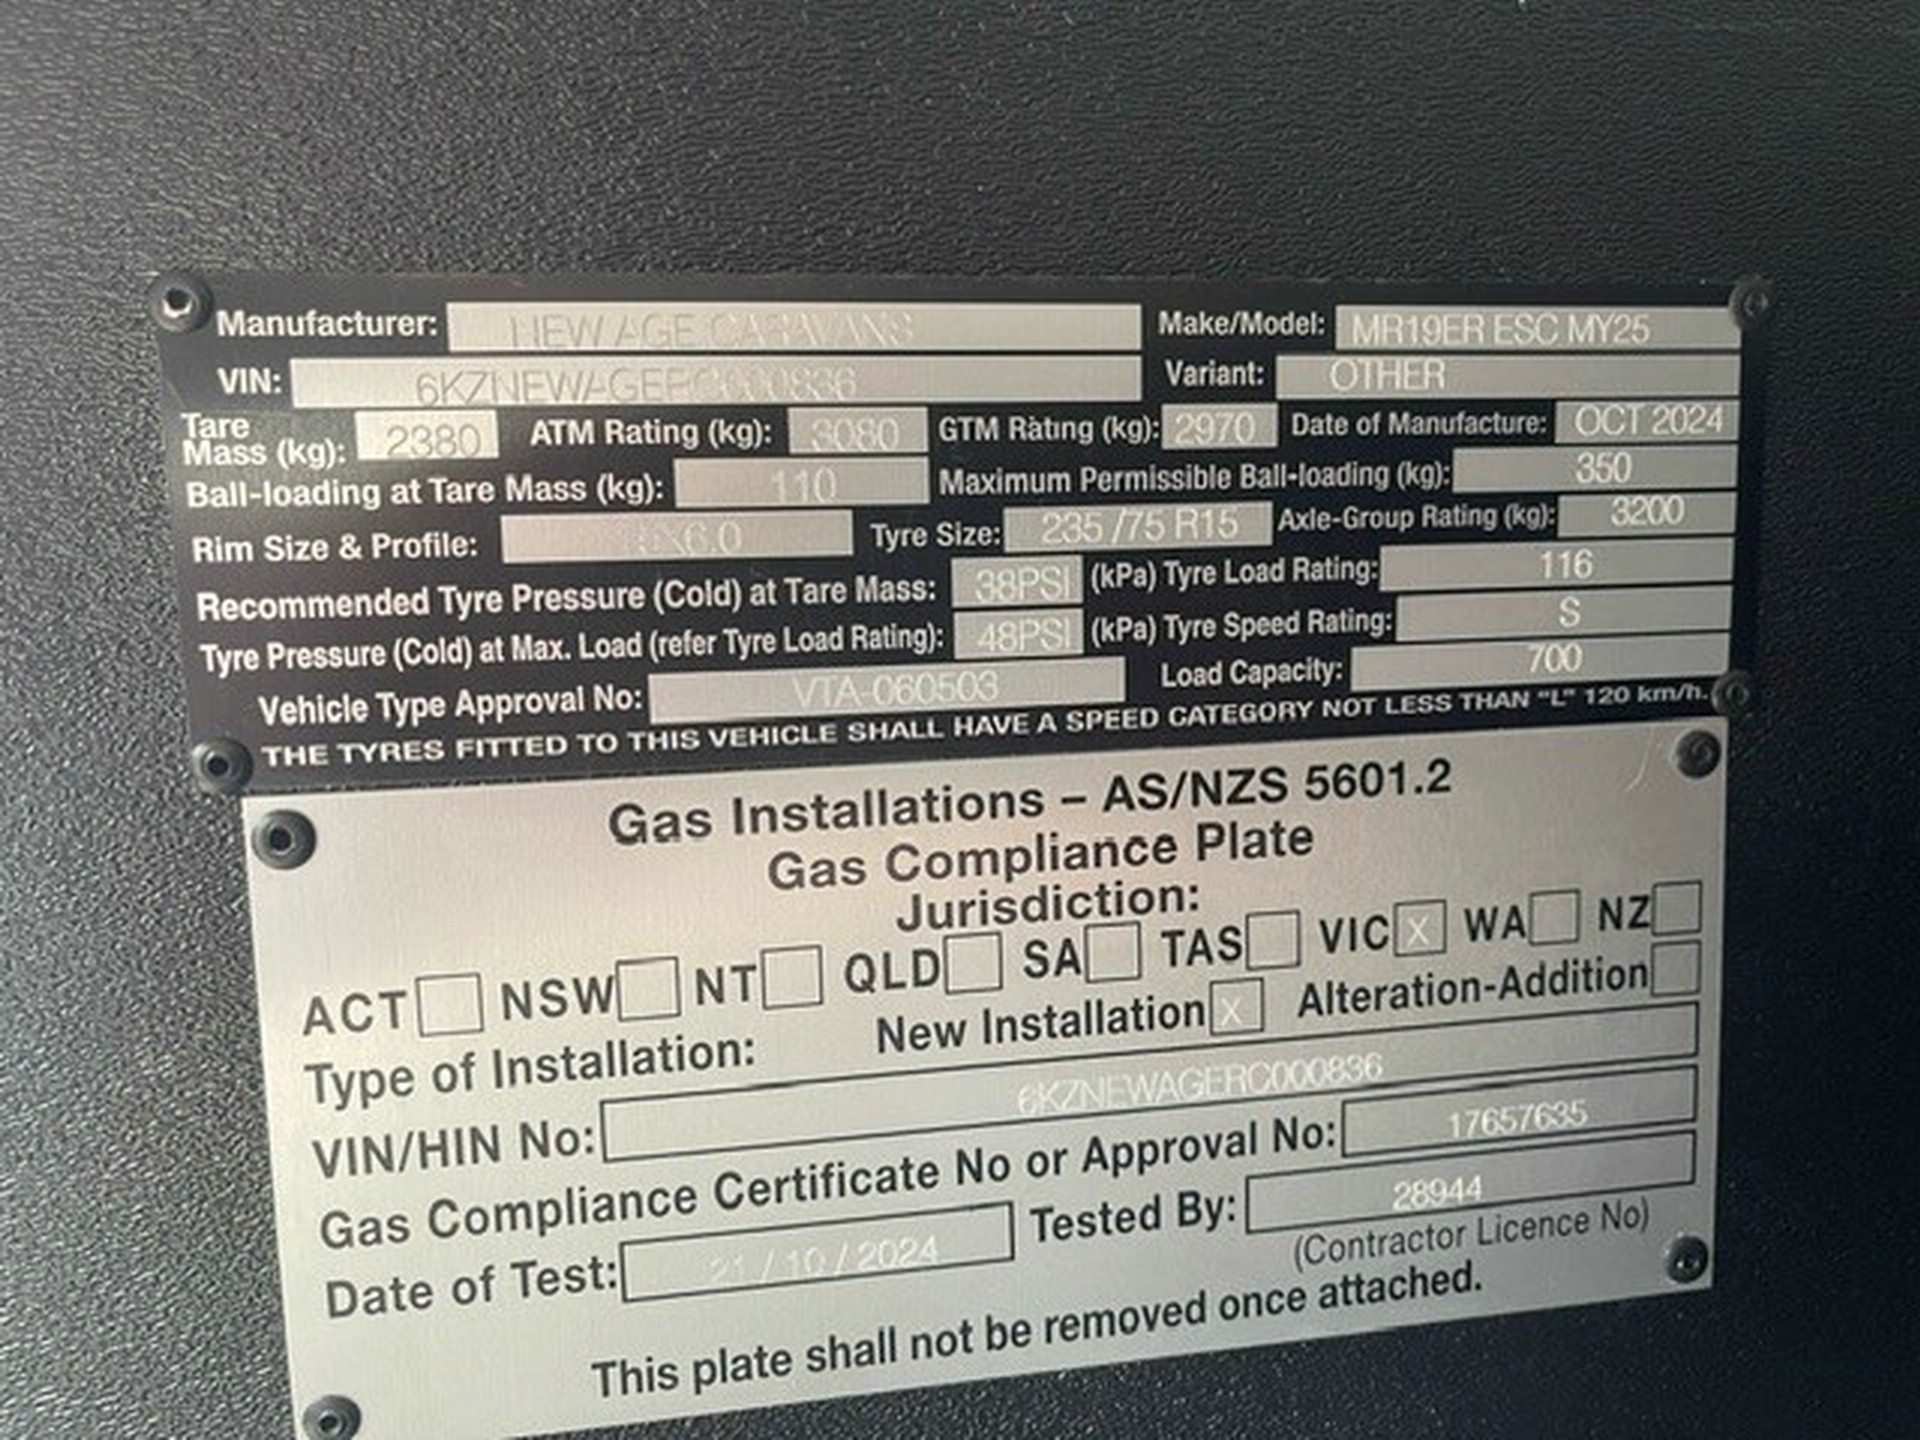 Manufacturer: NEW AGE CARAVANS Make/Model: MR19ER ESC MY25
VIN: 6KZNEWAGERC000836 Variant: OTHER
Tare Mass (kg): 2380 ATM Rating (kg): 3080 GTM Rating (kg): 2970 Date of Manufacture: OCT 2024
Ball-loading at Tare Mass (kg): 110 Maximum Permissible Ball-loading (kg): 350
Rim Size & Profile: Tyre Size: 235 /75 R15 Axle-Group Rating (kg): 3200
Recommended Tyre Pressure (Cold) at Tare Mass: 38PSI (kPa) Tyre Load Rating: 116
Tyre Pressure (Cold) at Max. Load (refer Tyre Load Rating): 48PSI (kPa) Tyre Speed Rating: S
Vehicle Type Approval No: VTA-060503 Load Capacity: 700
THE TYRES FITTED TO THIS VEHICLE SHALL HAVE A SPEED CATEGORY NOT LESS THAN "L" 120 km/h.
Gas Installations – AS/NZS 5601.2
Gas Compliance Plate
Jurisdiction:
ACT NSW NT QLD SA TAS VIC X WA NZ
Type of Installation: New Installation X Alteration-Addition
VIN/HIN No: 6KZNEWAGERC000836
Gas Compliance Certificate No or Approval No: 17657635
Date of Test: 21 / 10 / 2024 Tested By: 28944
(Contractor Licence No)
This plate shall not be removed once attached.